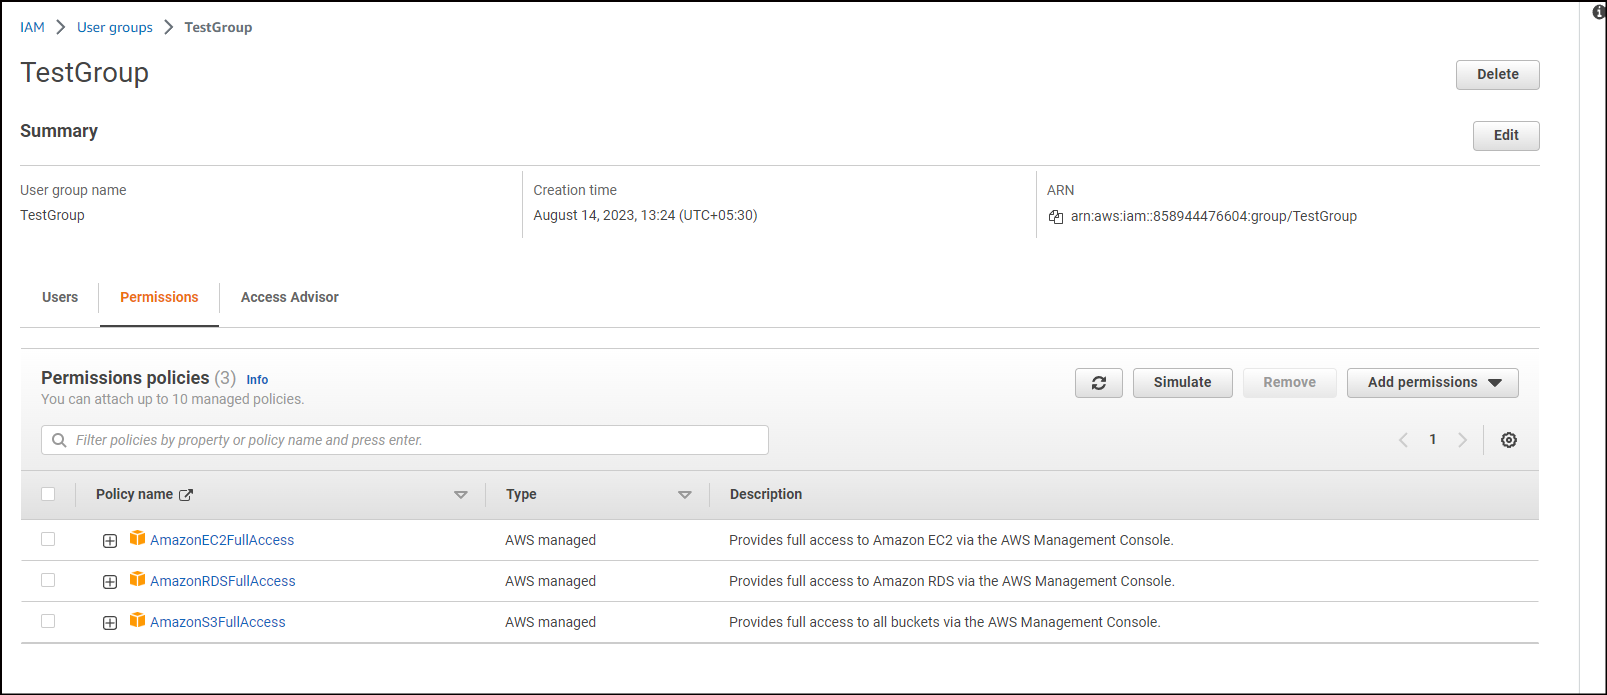 IAM > User groups > TestGroup
TestGroup
Delete
Summary
Edit
User group name
TestGroup
Creation time
August 14, 2023, 13:24 (UTC+05:30)
ARN
arn:aws:iam::858944476604:group/TestGroup
Users
Permissions
Access Advisor
Permissions policies (3) Info
You can attach up to 10 managed policies.
Simulate
Remove
Add permissions
Filter policies by property or policy name and press enter.
1
Policy name Type Description
AmazonEC2FullAccess AWS managed Provides full access to Amazon EC2 via the AWS Management Console.
AmazonRDSFullAccess AWS managed Provides full access to Amazon RDS via the AWS Management Console.
AmazonS3FullAccess AWS managed Provides full access to all buckets via the AWS Management Console.